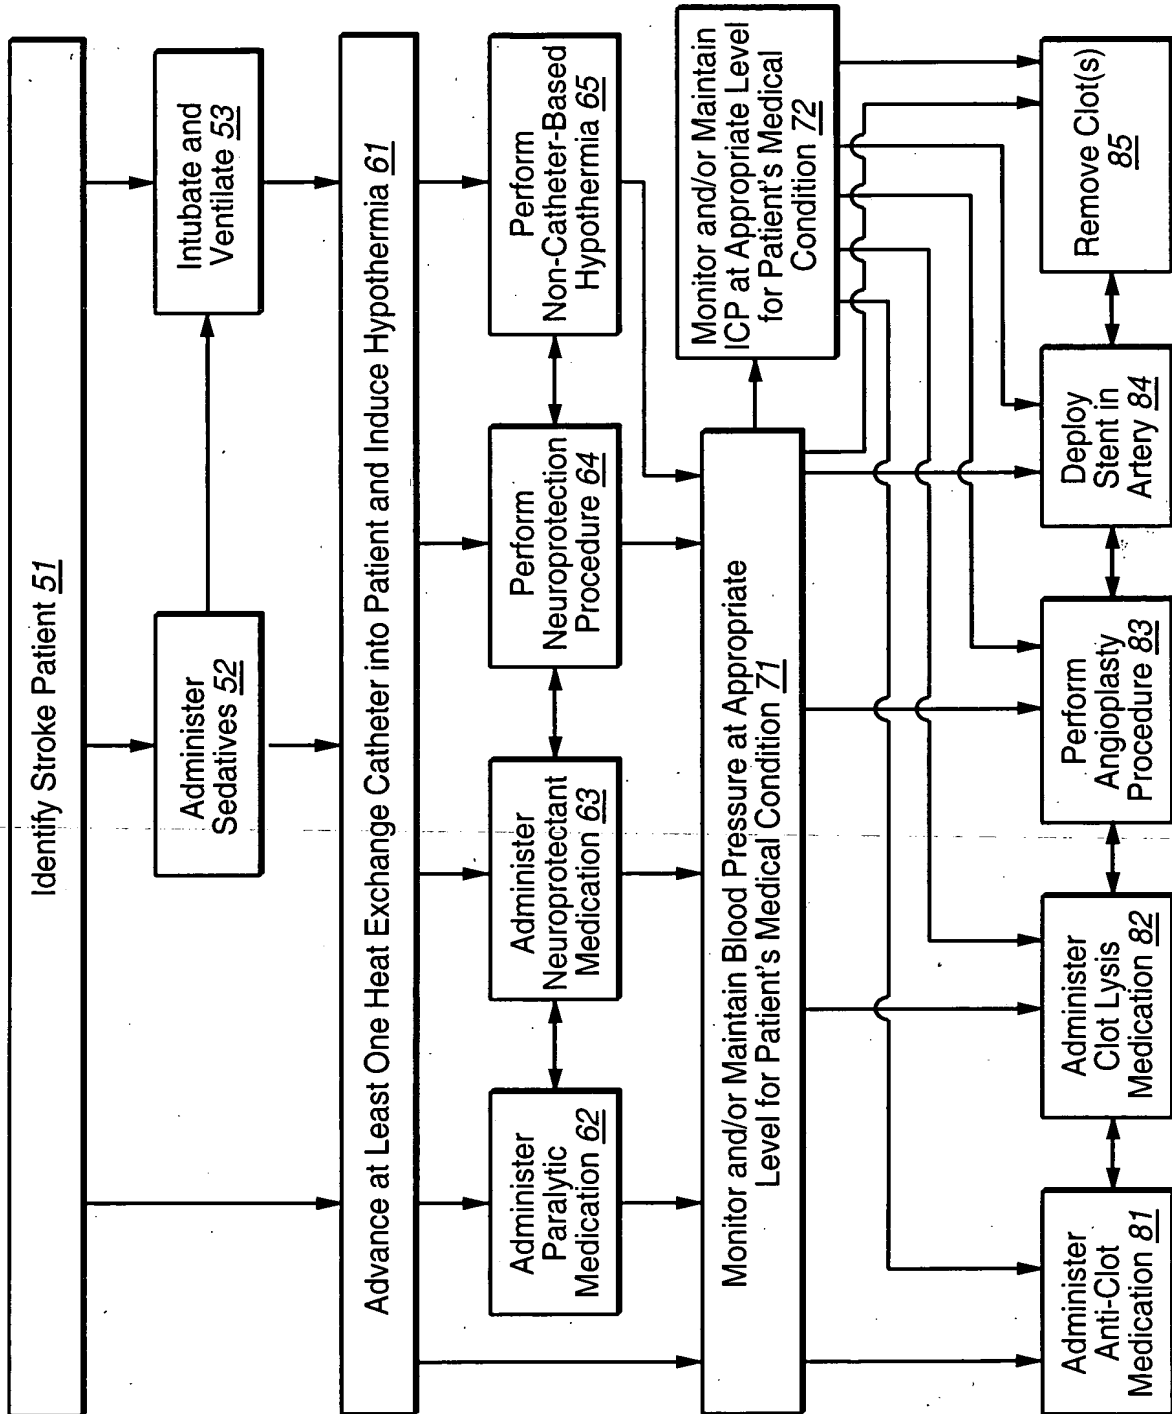 Identify Stroke Patient 51
Administer
Sedatives 52
Intubate and
Ventilate 53
Advance at Least One Heat Exchange Catheter into Patient and Induce Hypothermia 61
Administer
Paralytic
Medication 62
Administer
Neuroprotectant
Medication 63
Perform
Neuroprotection
Procedure 64
Perform
Non-Catheter-Based
Hypothermia 65
Monitor and/or Maintain Blood Pressure at Appropriate
Level for Patient's Medical Condition 71
Monitor and/or Maintain
ICP at Appropriate Level
for Patient's Medical
Condition 72
Administer
Anti-Clot
Medication 81
Administer
Clot Lysis
Medication 82
Perform
Angioplasty
Procedure 83
Deploy
Stent in
Artery 84
Remove Clot(s)
85